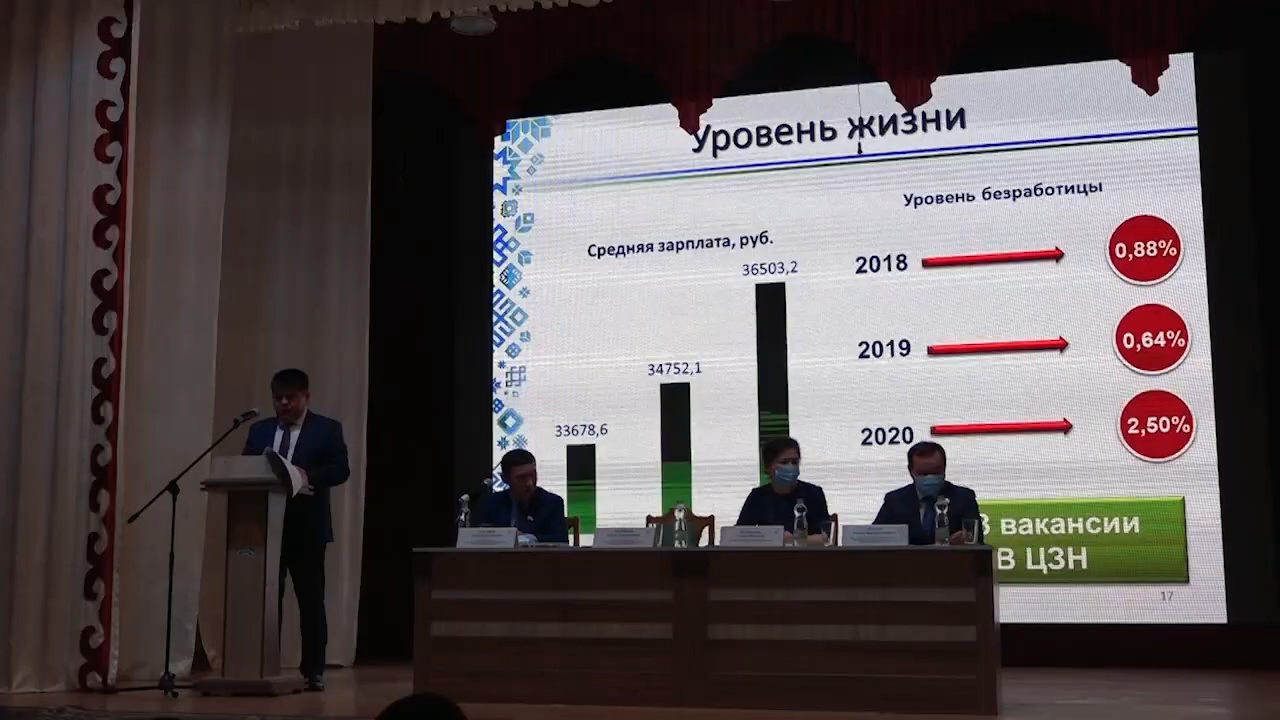 Уровень жизни
Уровень безработицы
Средняя зарплата, руб.
33678,6
34752,1
36503,2
2018
0,88%
2019
0,64%
2020
2,50%
3 вакансии
в ЦЗН
17